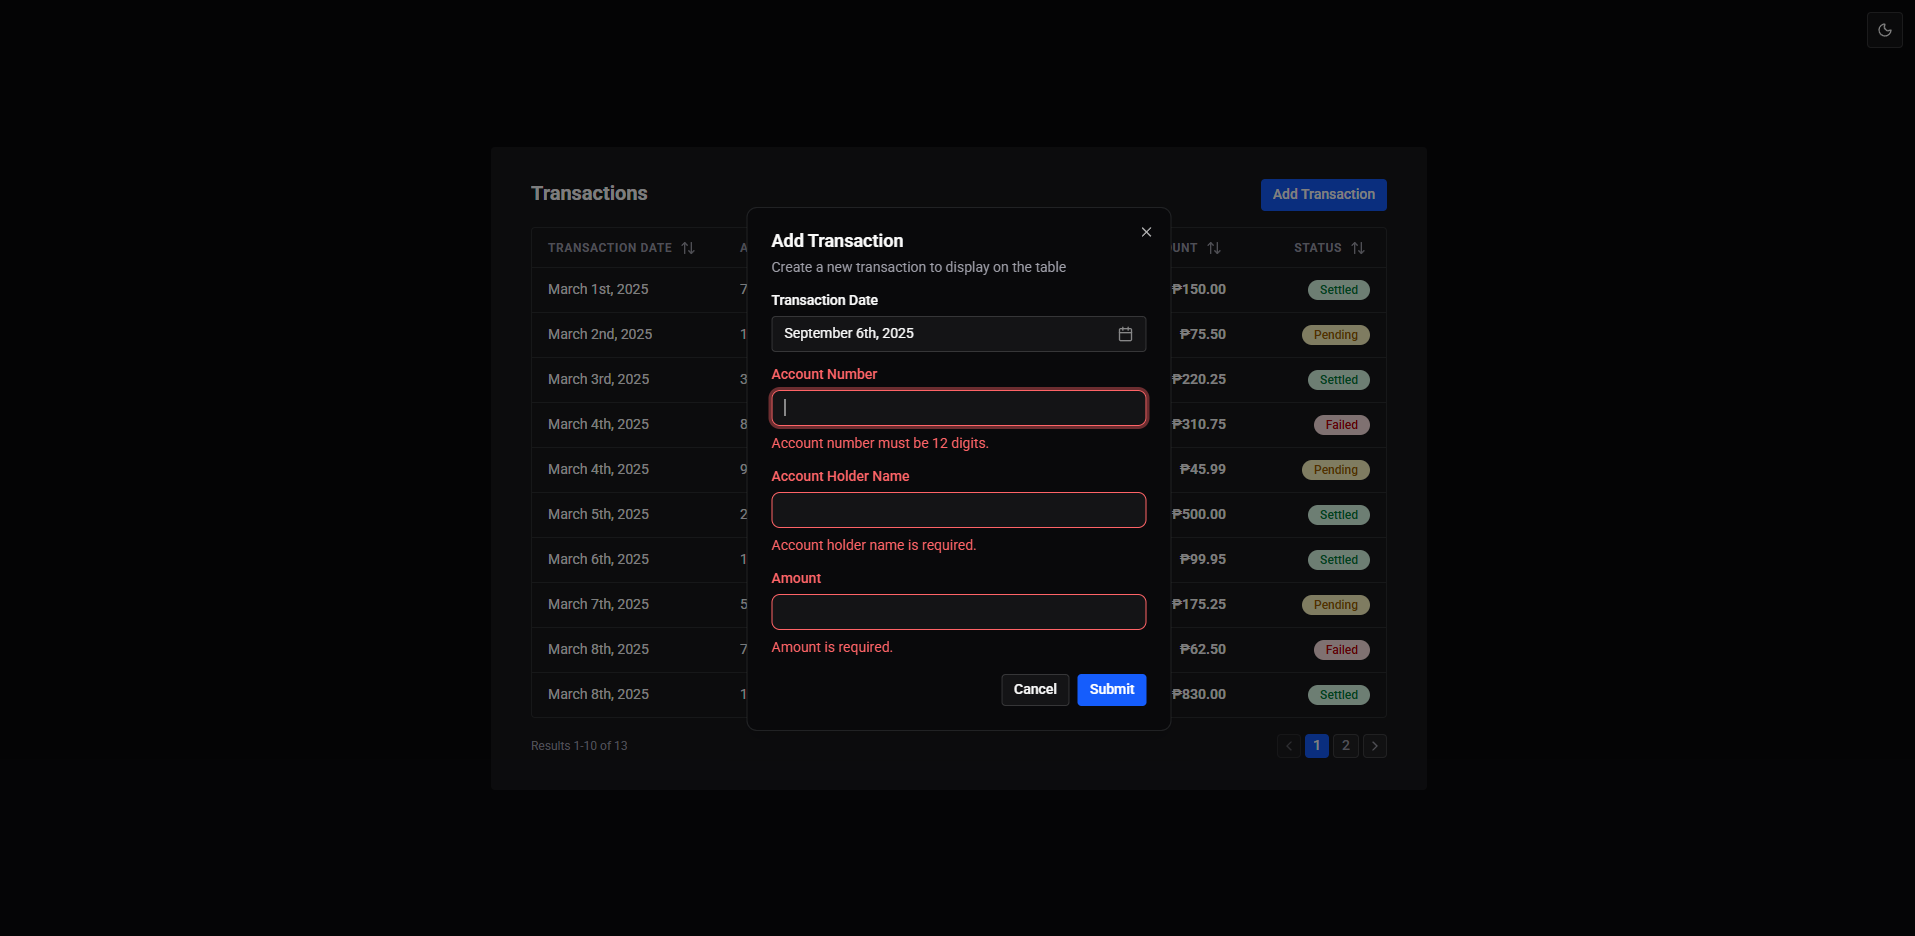 Transactions
Add Transaction
TRANSACTION DATE
UNT
STATUS
March 1st, 2025 7 ₱150.00 Settled
March 2nd, 2025 1 ₱75.50 Pending
March 3rd, 2025 3 ₱220.25 Settled
March 4th, 2025 8 ₱310.75 Failed
March 4th, 2025 9 ₱45.99 Pending
March 5th, 2025 2 ₱500.00 Settled
March 6th, 2025 1 ₱99.95 Settled
March 7th, 2025 5 ₱175.25 Pending
March 8th, 2025 7 ₱62.50 Failed
March 8th, 2025 1 ₱830.00 Settled
Results 1-10 of 13
1 2
Add Transaction
Create a new transaction to display on the table
Transaction Date
September 6th, 2025
Account Number
Account number must be 12 digits.
Account Holder Name
Account holder name is required.
Amount
Amount is required.
Cancel Submit